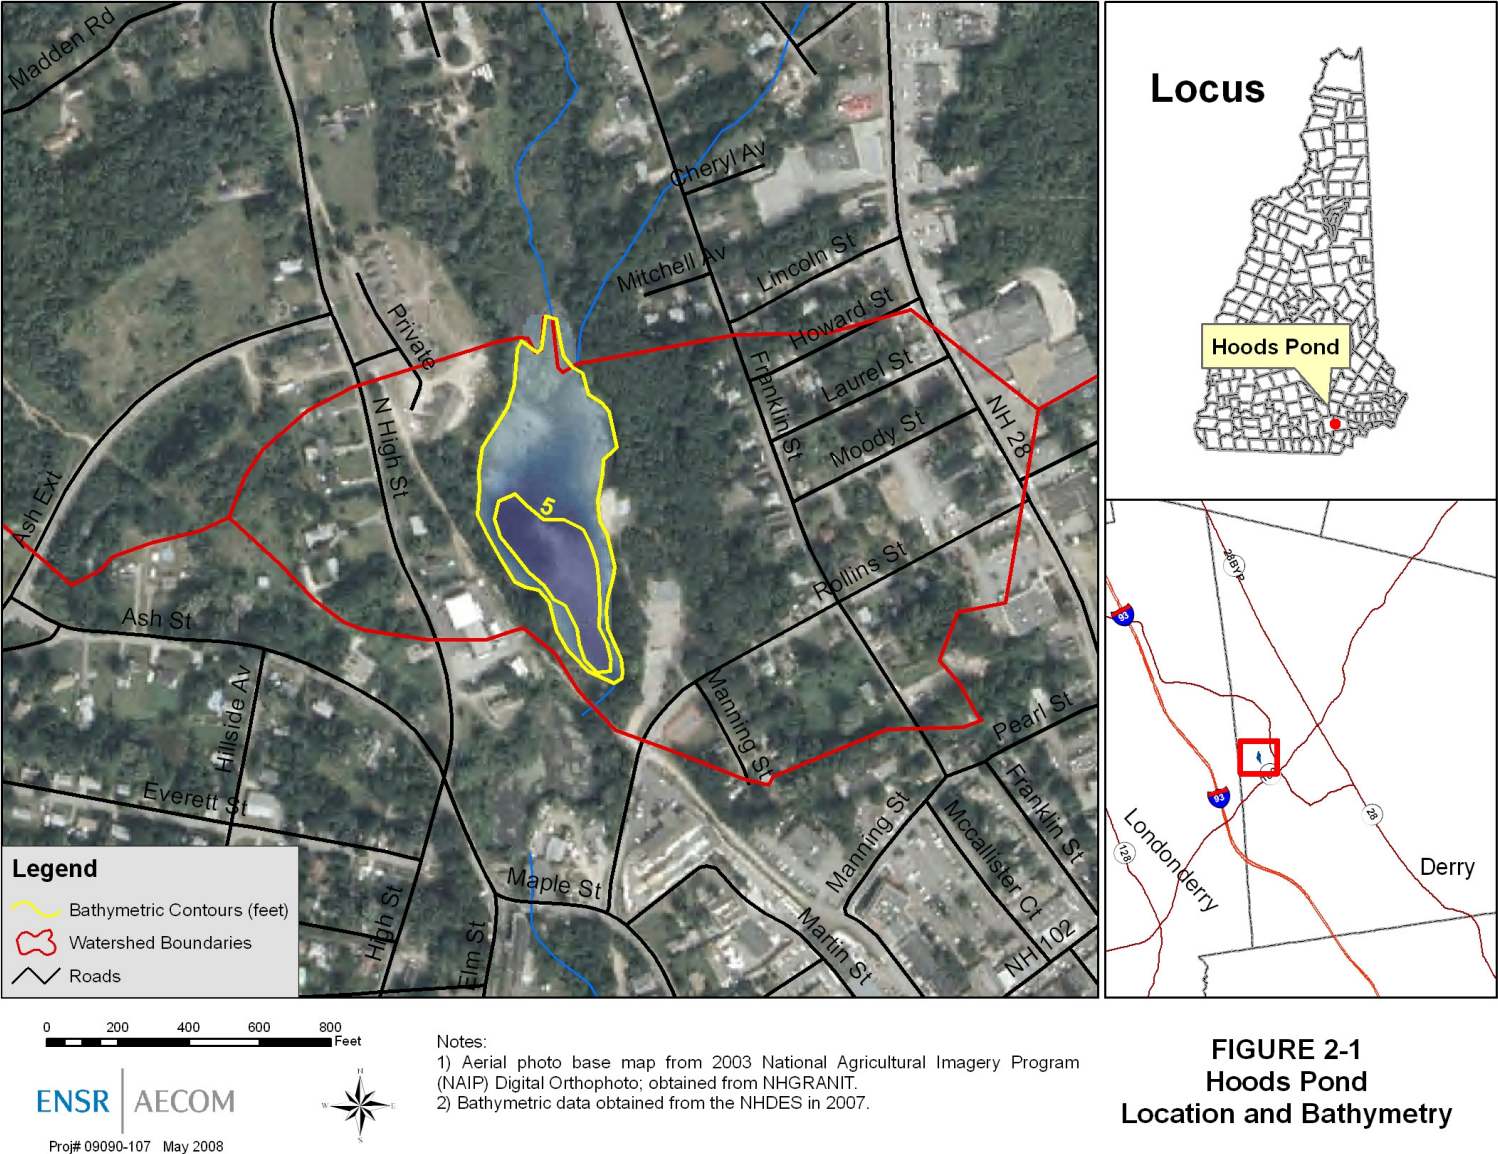 Madden Rd
Cheryl Av
Mitchell Av
Lincoln St
Howard St
Private
Laurel St
Franklin St
N High St
NH 28
Moody St
Ash Ext
5
Rollins St
Ash St
Hillside Av
Manning St
Pearl St
Everett St
Franklin St
Manning St
Mccallister Ct
Maple St
High St
Elm St
Martin St
NH 102
Legend
Bathymetric Contours (feet)
Watershed Boundaries
Roads
Locus
Hoods Pond
28BYP
93
93
28
128
Londonderry
Derry
0 200 400 600 800
Feet
ENSR AECOM
Proj# 09090-107 May 2008
N
W E
S
Notes:
1) Aerial photo base map from 2003 National Agricultural Imagery Program
(NAIP) Digital Orthophoto; obtained from NHGRANIT.
2) Bathymetric data obtained from the NHDES in 2007.
FIGURE 2-1
Hoods Pond
Location and Bathymetry